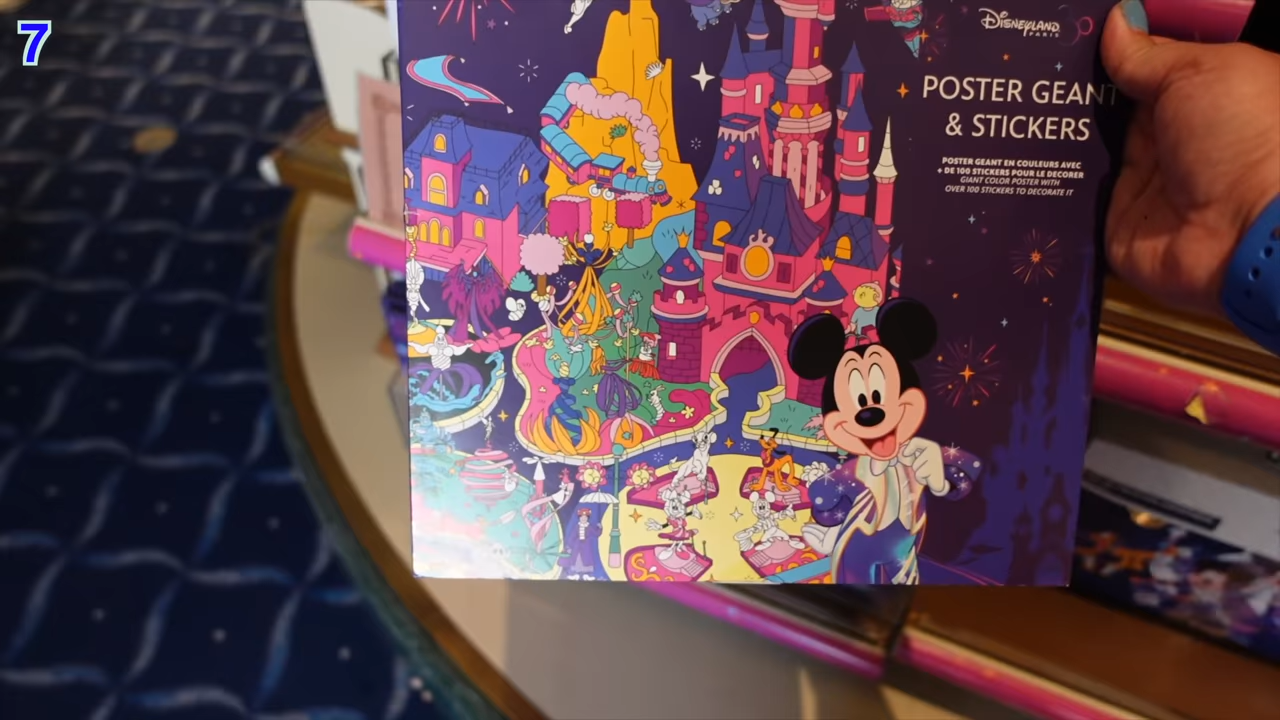 7
DISNEYLAND
PARIS
POSTER GEANT
& STICKERS
POSTER GEANT EN COULEURS AVEC
+ DE 100 STICKERS POUR LE DECORER
GIANT COLOR POSTER WITH
OVER 100 STICKERS TO DECORATE IT